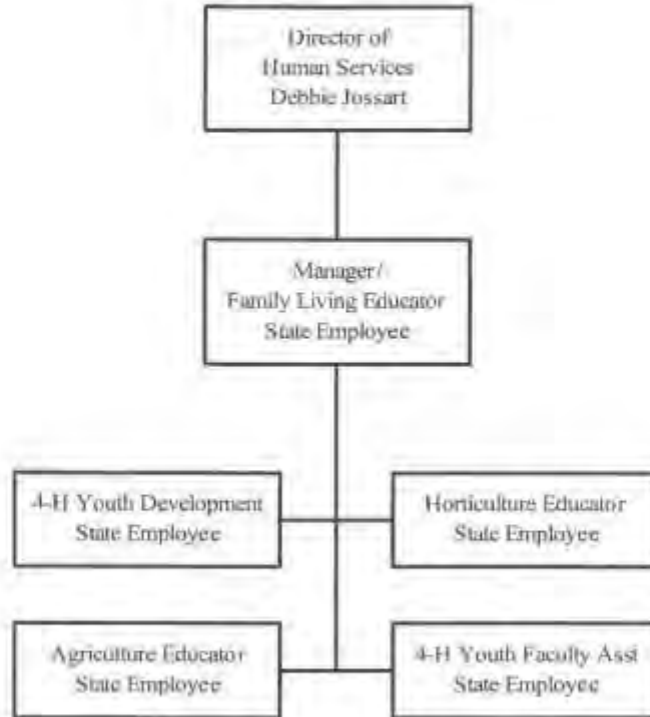 Director of
Human Services
Debbie Jossart
Manager/
Family Living Educator
State Employee
4-H Youth Development
State Employee
Horticulture Educator
State Employee
Agriculture Educator
State Employee
4-H Youth Faculty Asst
State Employee